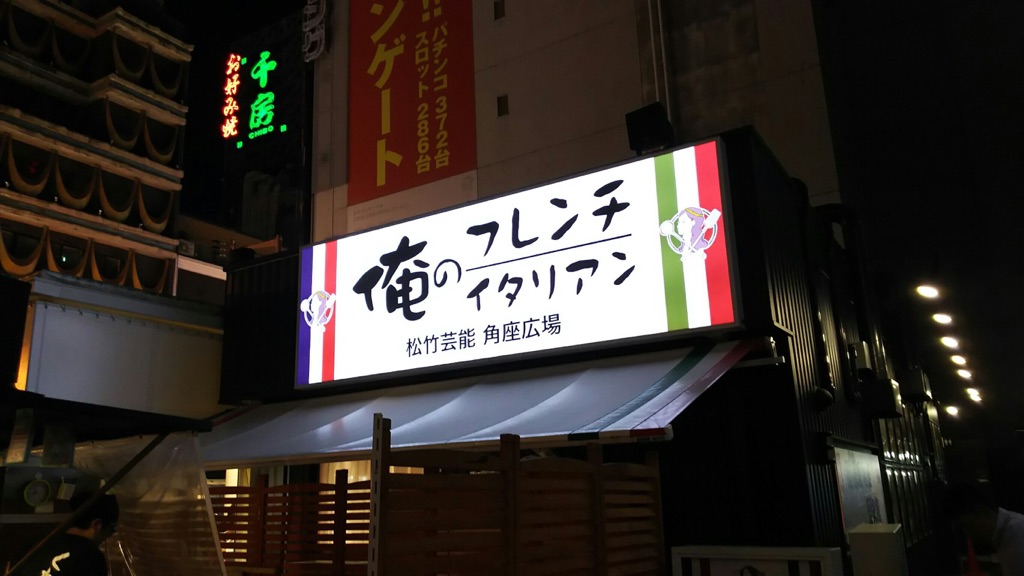 お好み焼
千房
CHIBO
ンゲート
!!パチンコ 372台
スロット 286台
俺のフレンチ
イタリアン
松竹芸能 角座広場